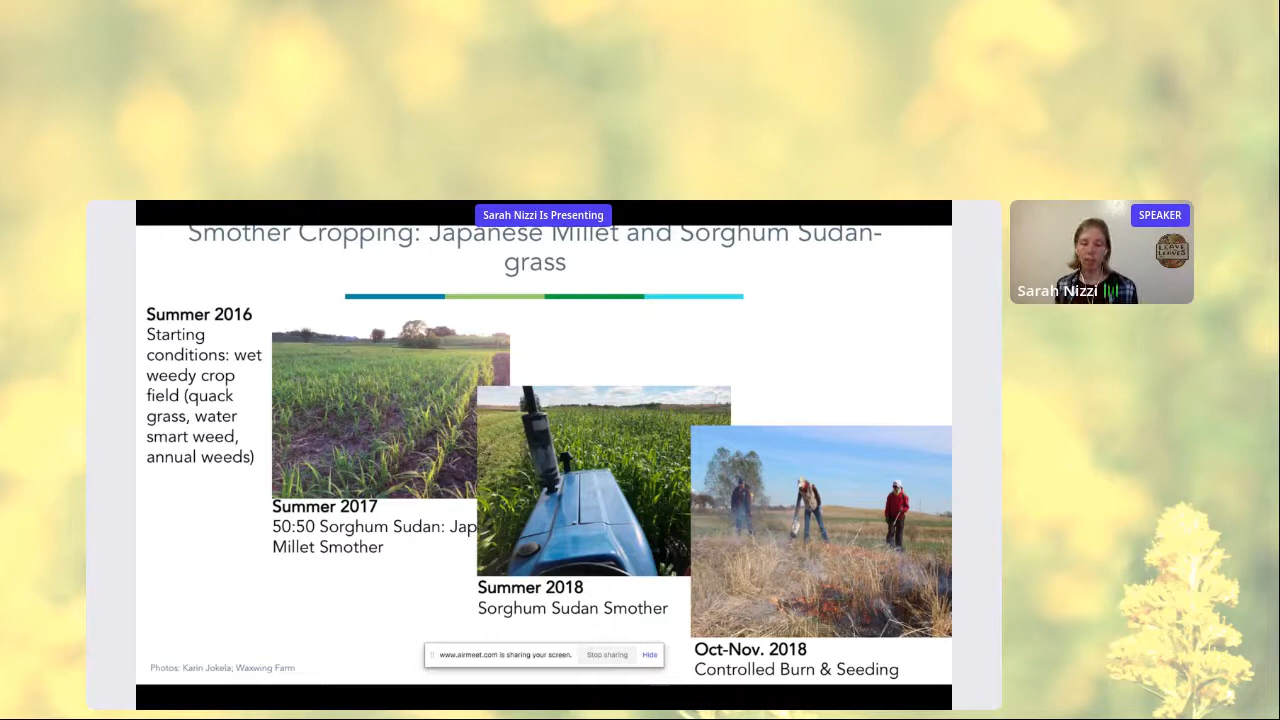 Sarah Nizzi Is Presenting
SPEAKER
Smother Cropping: Japanese Millet and Sorghum Sudan-
grass
LEAVE
LEAVES
Sarah Nizzi
Summer 2016
Starting
conditions: wet
weedy crop
field (quack
grass, water
smart weed,
annual weeds)
Summer 2017
50:50 Sorghum Sudan: Jap
Millet Smother
Summer 2018
Sorghum Sudan Smother
Oct-Nov. 2018
Controlled Burn & Seeding
www.airmeet.com is sharing your screen.
Stop sharing
Hide
Photos: Karin Jokela; Waxwing Farm